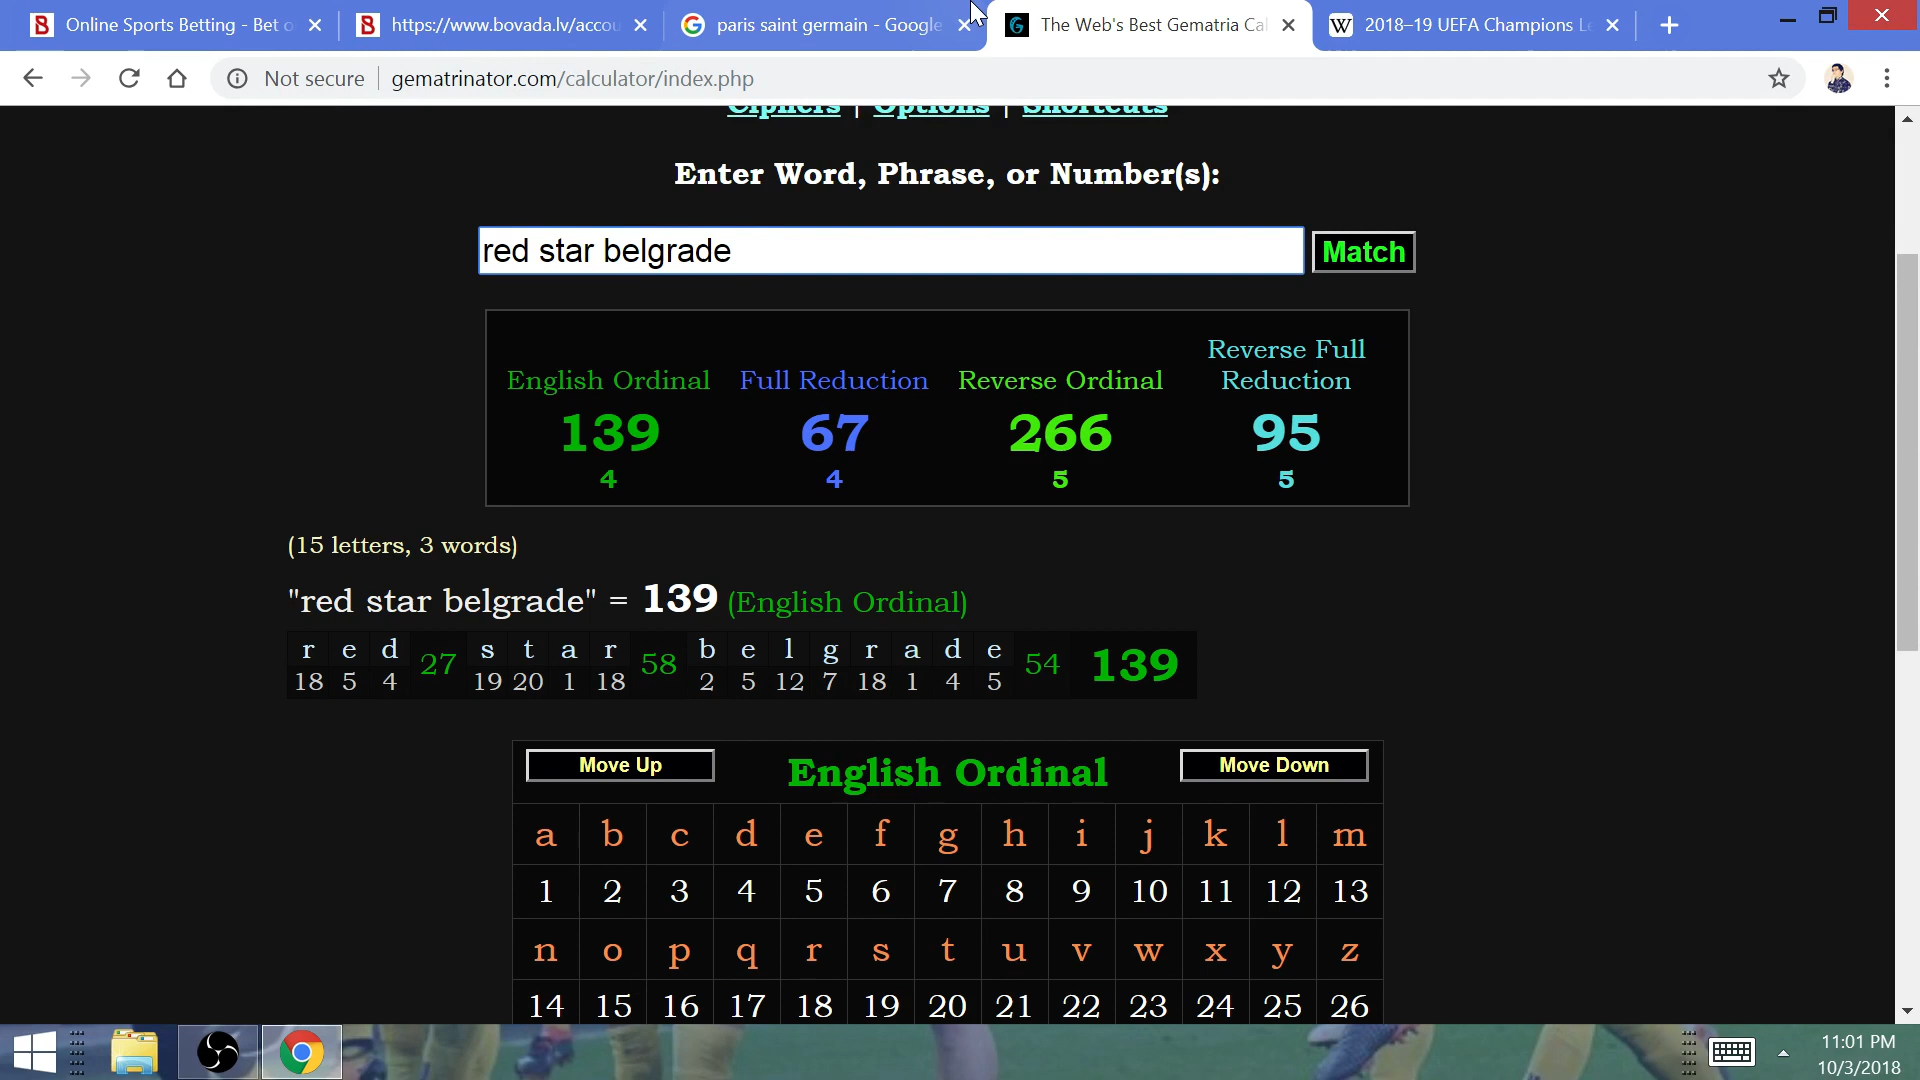 Online Sports Betting - Bet o
https://www.bovada.lv/accou
paris saint germain - Google
The Web's Best Gematria Cal
2018–19 UEFA Champions Le
Not secure
gematrinator.com/calculator/index.php
Ciphers | Options | Shortcuts
Enter Word, Phrase, or Number(s):
red star belgrade
Match
English Ordinal Full Reduction Reverse Ordinal Reverse Full Reduction
139 67 266 95
4 4 5 5
(15 letters, 3 words)
"red star belgrade" = 139 (English Ordinal)
r e d 27 s t a r 58 b e l g r a d e 54 139
18 5 4 19 20 1 18 2 5 12 7 18 1 4 5
Move Up English Ordinal Move Down
a b c d e f g h i j k l m
1 2 3 4 5 6 7 8 9 10 11 12 13
n o p q r s t u v w x y z
14 15 16 17 18 19 20 21 22 23 24 25 26
11:01 PM
10/3/2018